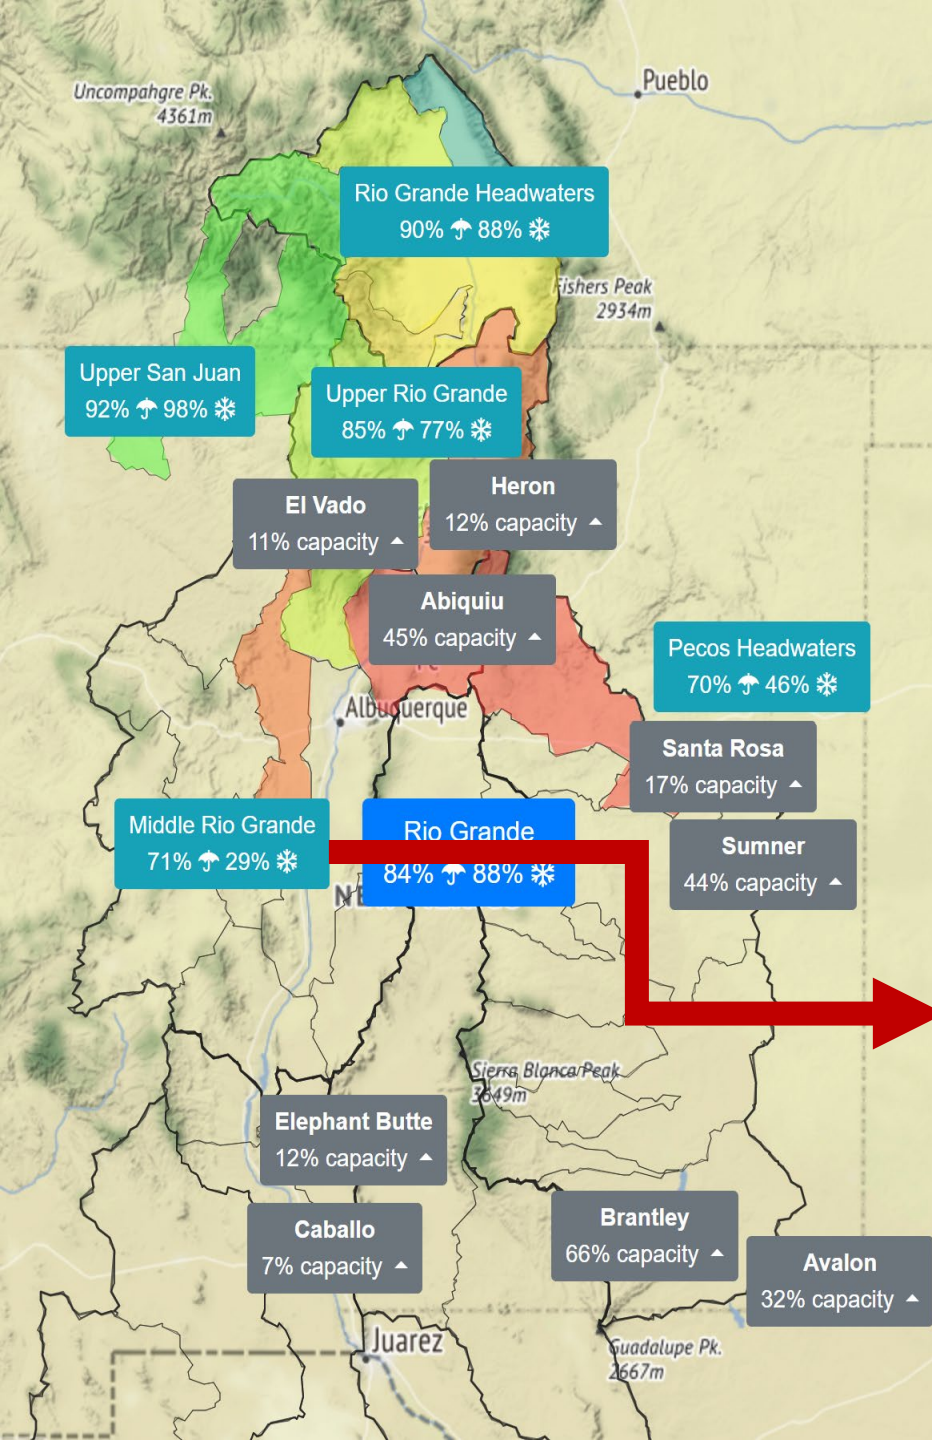 Uncompahgre Pk.
4361m
Pueblo
Rio Grande Headwaters
90% 88%
Fishers Peak
2934m
Upper San Juan
92% 98%
Upper Rio Grande
85% 77%
El Vado
11% capacity
Heron
12% capacity
Abiquiu
45% capacity
Pecos Headwaters
70% 46%
Albuquerque
Santa Rosa
17% capacity
Middle Rio Grande
71% 29%
Rio Grande
84% 88%
Sumner
44% capacity
Sierra Blanca Peak
3649m
Elephant Butte
12% capacity
Caballo
7% capacity
Brantley
66% capacity
Avalon
32% capacity
Juarez
Guadalupe Pk.
2667m